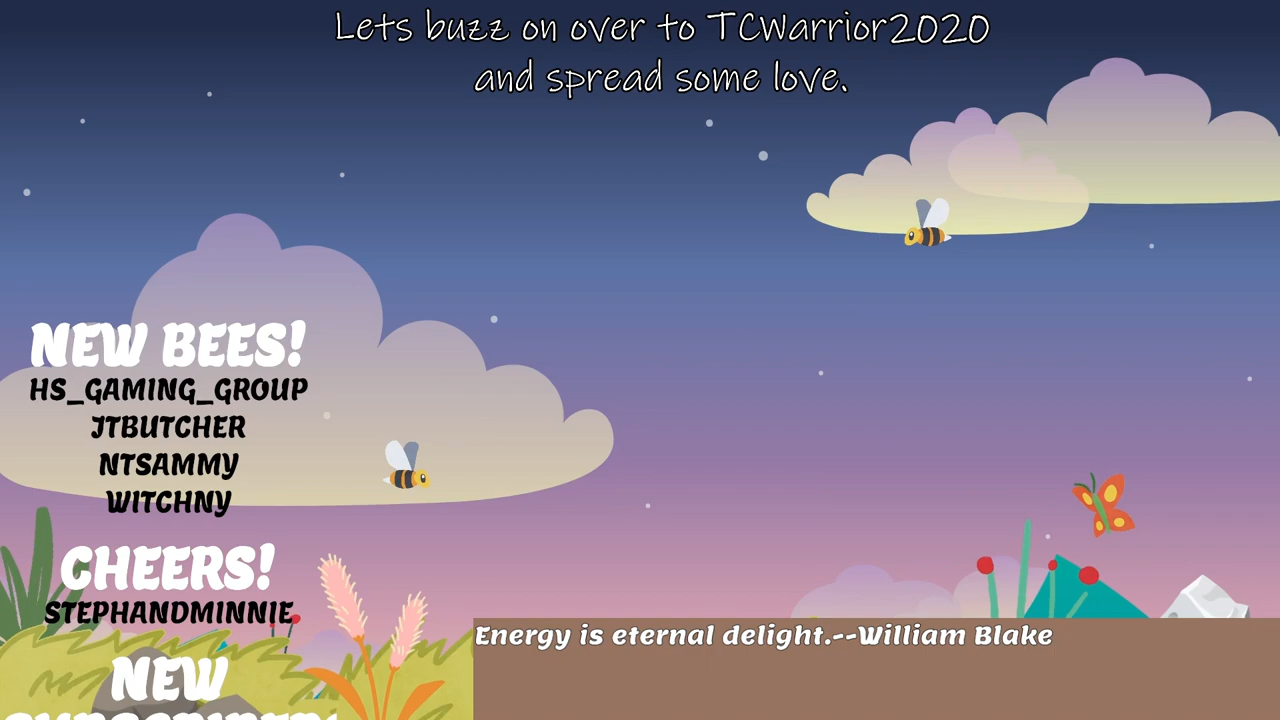 Lets buzz on over to TCWarrior2020
and spread some love.
NEW BEES!
HS_GAMING_GROUP
JTBUTCHER
NTSAMMY
WITCHNY
CHEERS!
STEPHANDMINNIE
NEW
Energy is eternal delight.--William Blake